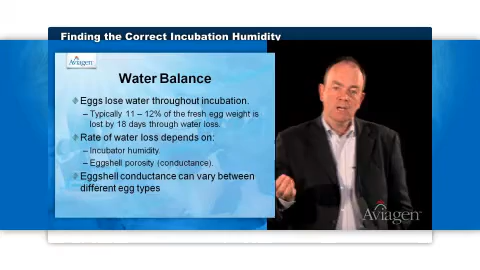 Finding the Correct Incubation Humidity
Aviagen
Water Balance
Eggs lose water throughout incubation.
– Typically 11 – 12% of the fresh egg weight is
lost by 18 days through water loss.
Rate of water loss depends on:
– Incubator humidity.
– Eggshell porosity (conductance).
Eggshell conductance can vary between
different egg types
Aviagen